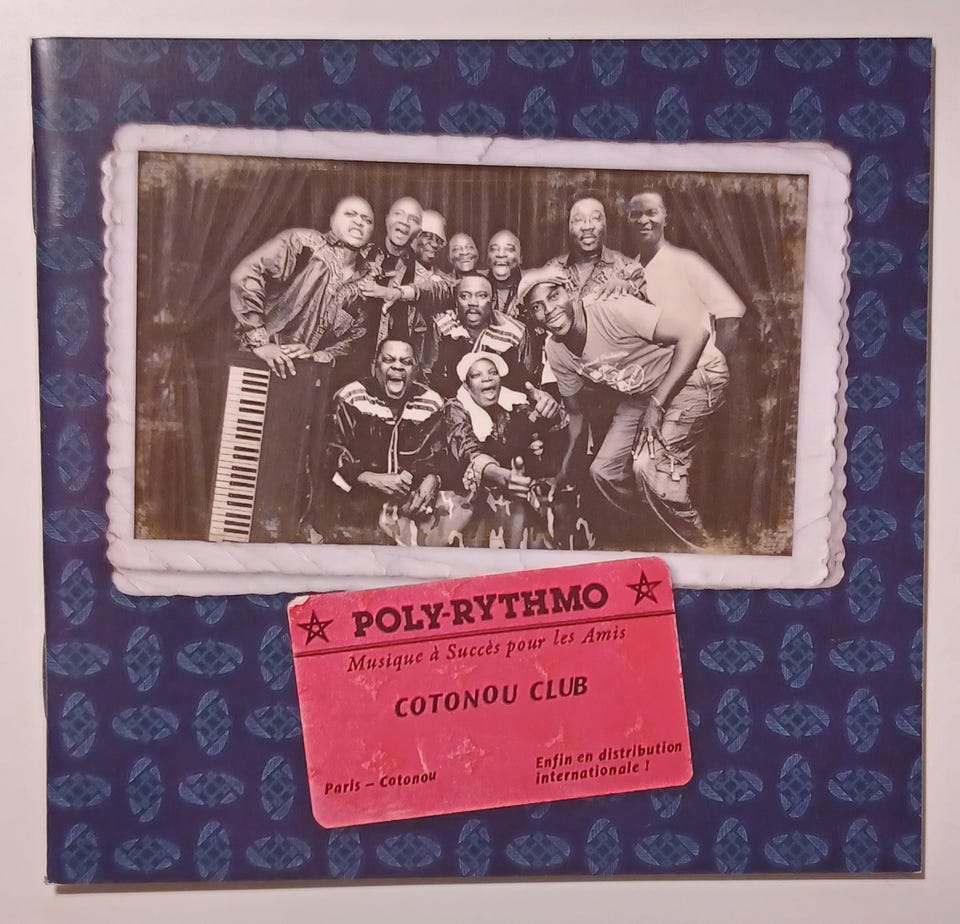 POLY-RYTHMO
Musique à Succès pour les Amis
COTONOU CLUB
Paris – Cotonou
Enfin en distribution
internationale !